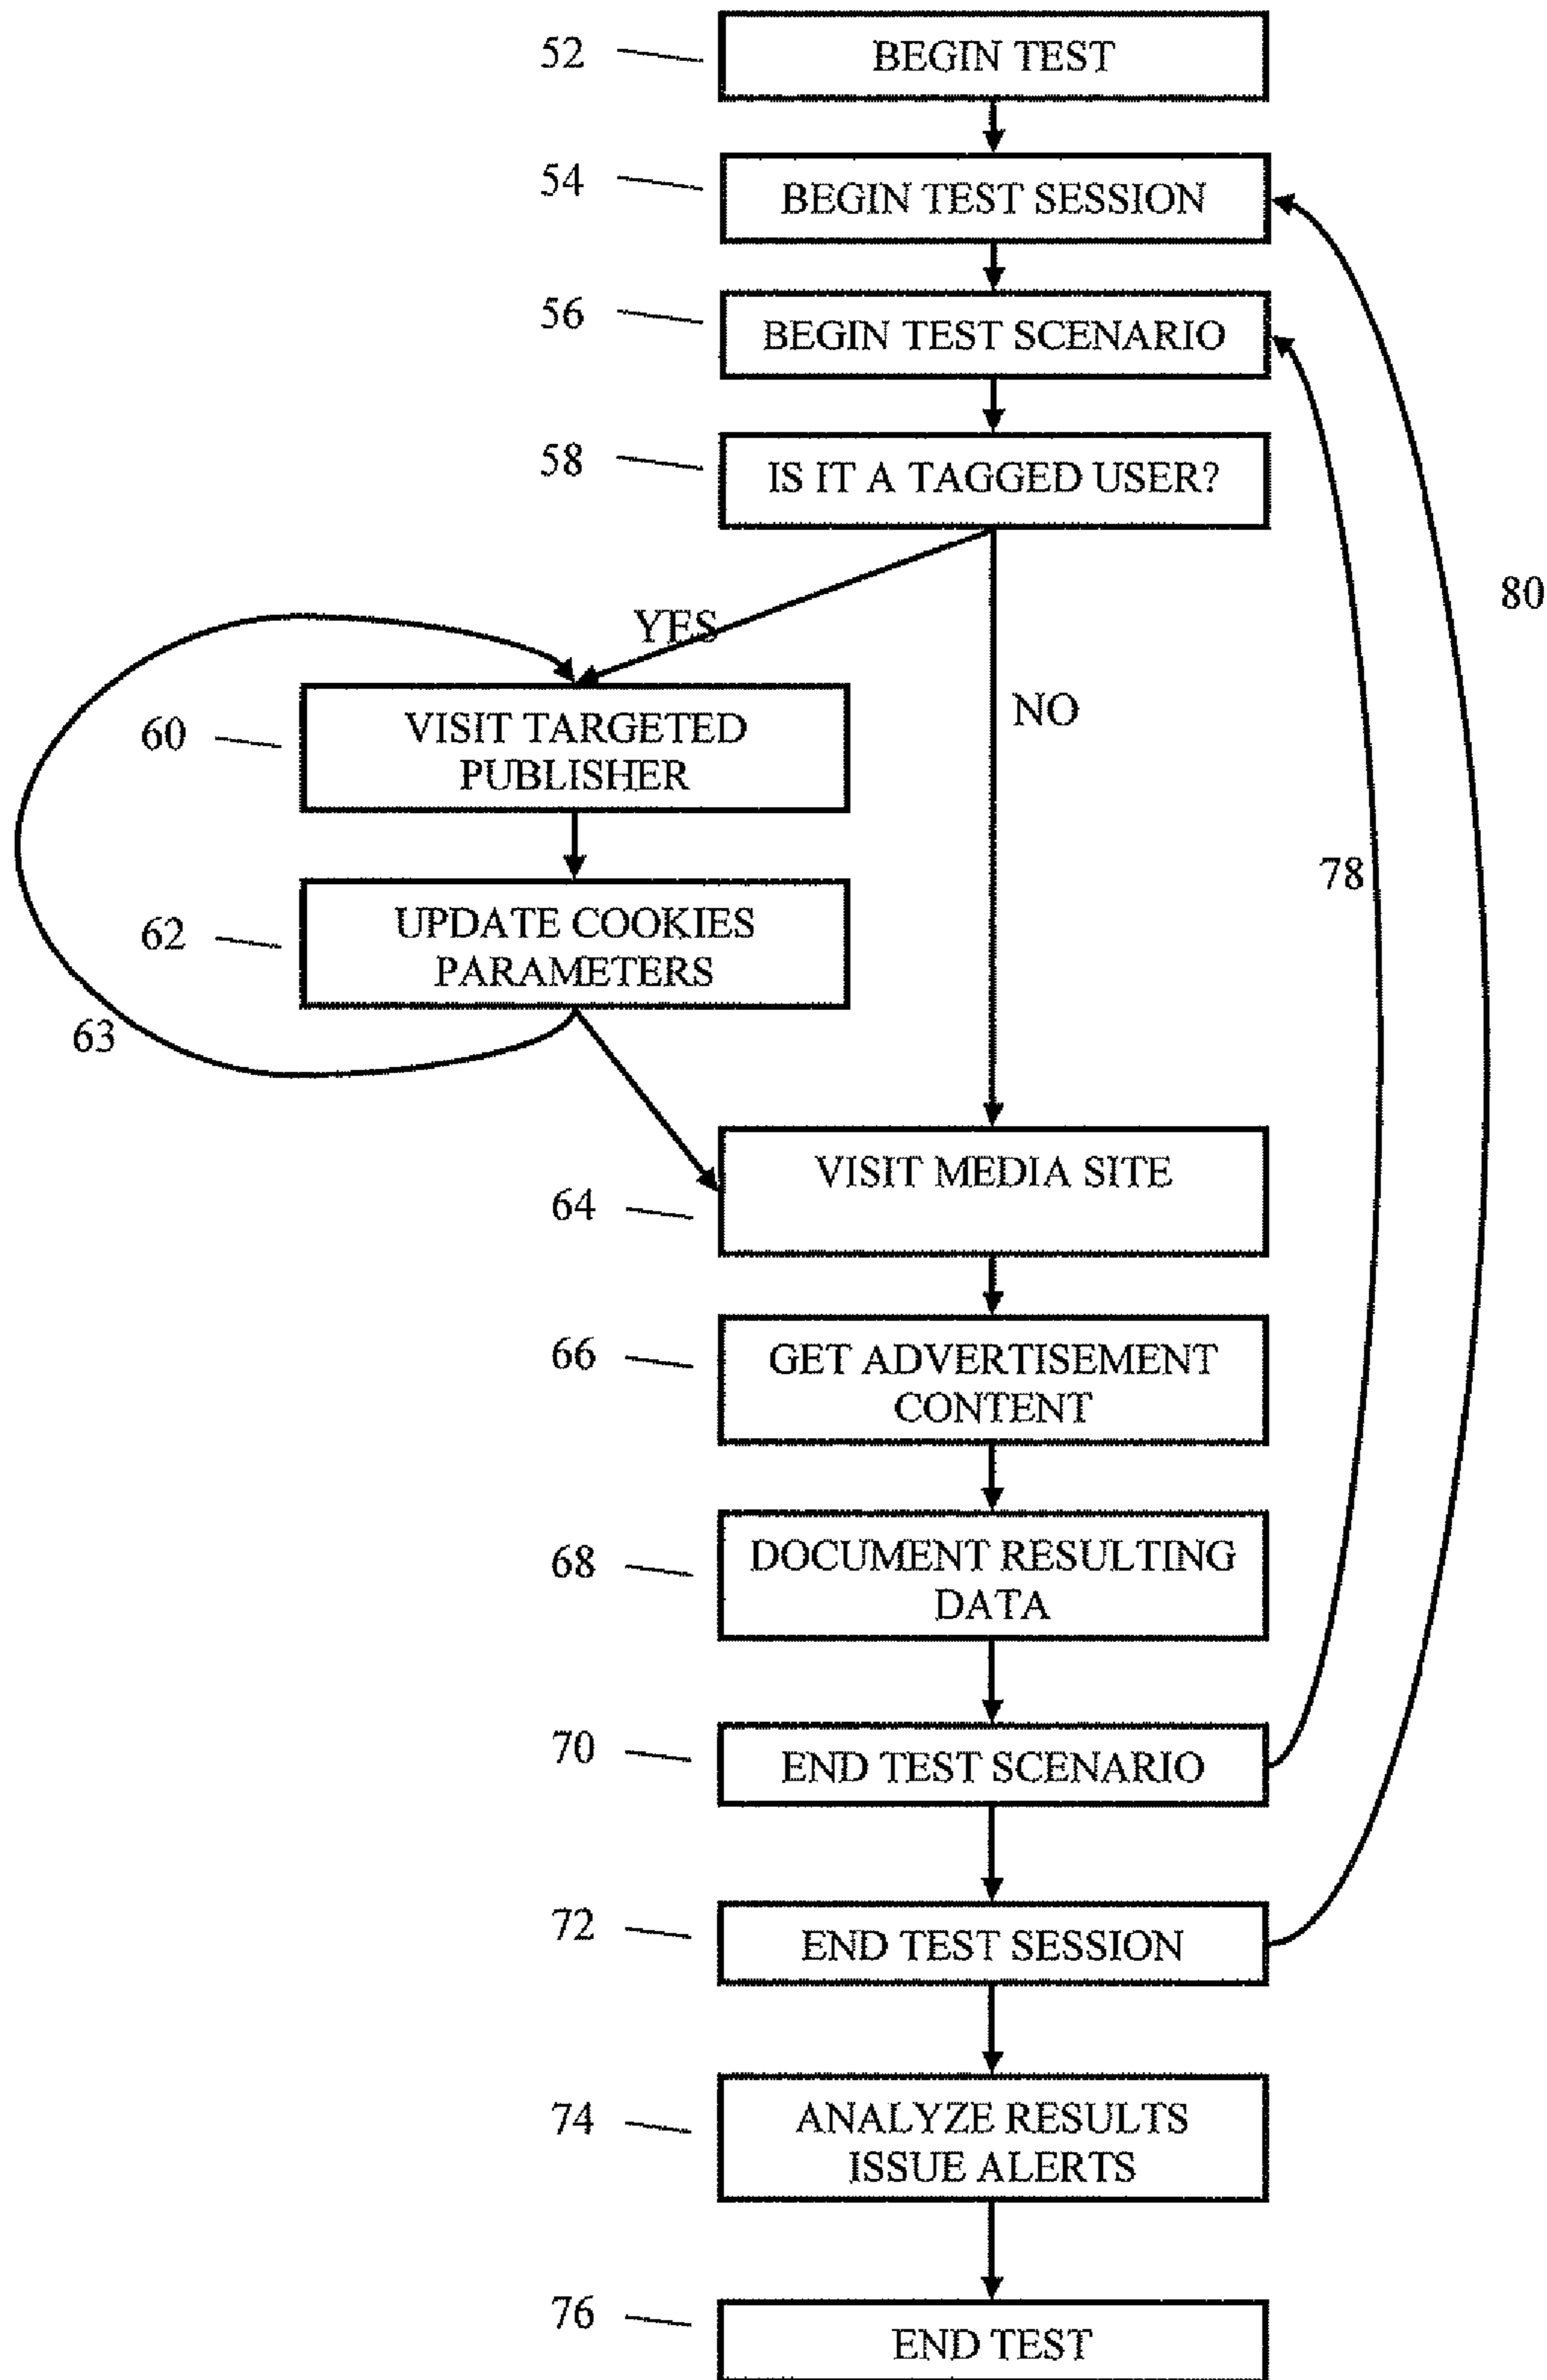 52
BEGIN TEST
54
BEGIN TEST SESSION
56
BEGIN TEST SCENARIO
58
IS IT A TAGGED USER?
80
YES
NO
60
VISIT TARGETED
PUBLISHER
78
62
UPDATE COOKIES
PARAMETERS
63
64
VISIT MEDIA SITE
66
GET ADVERTISEMENT
CONTENT
68
DOCUMENT RESULTING
DATA
70
END TEST SCENARIO
72
END TEST SESSION
74
ANALYZE RESULTS
ISSUE ALERTS
76
END TEST